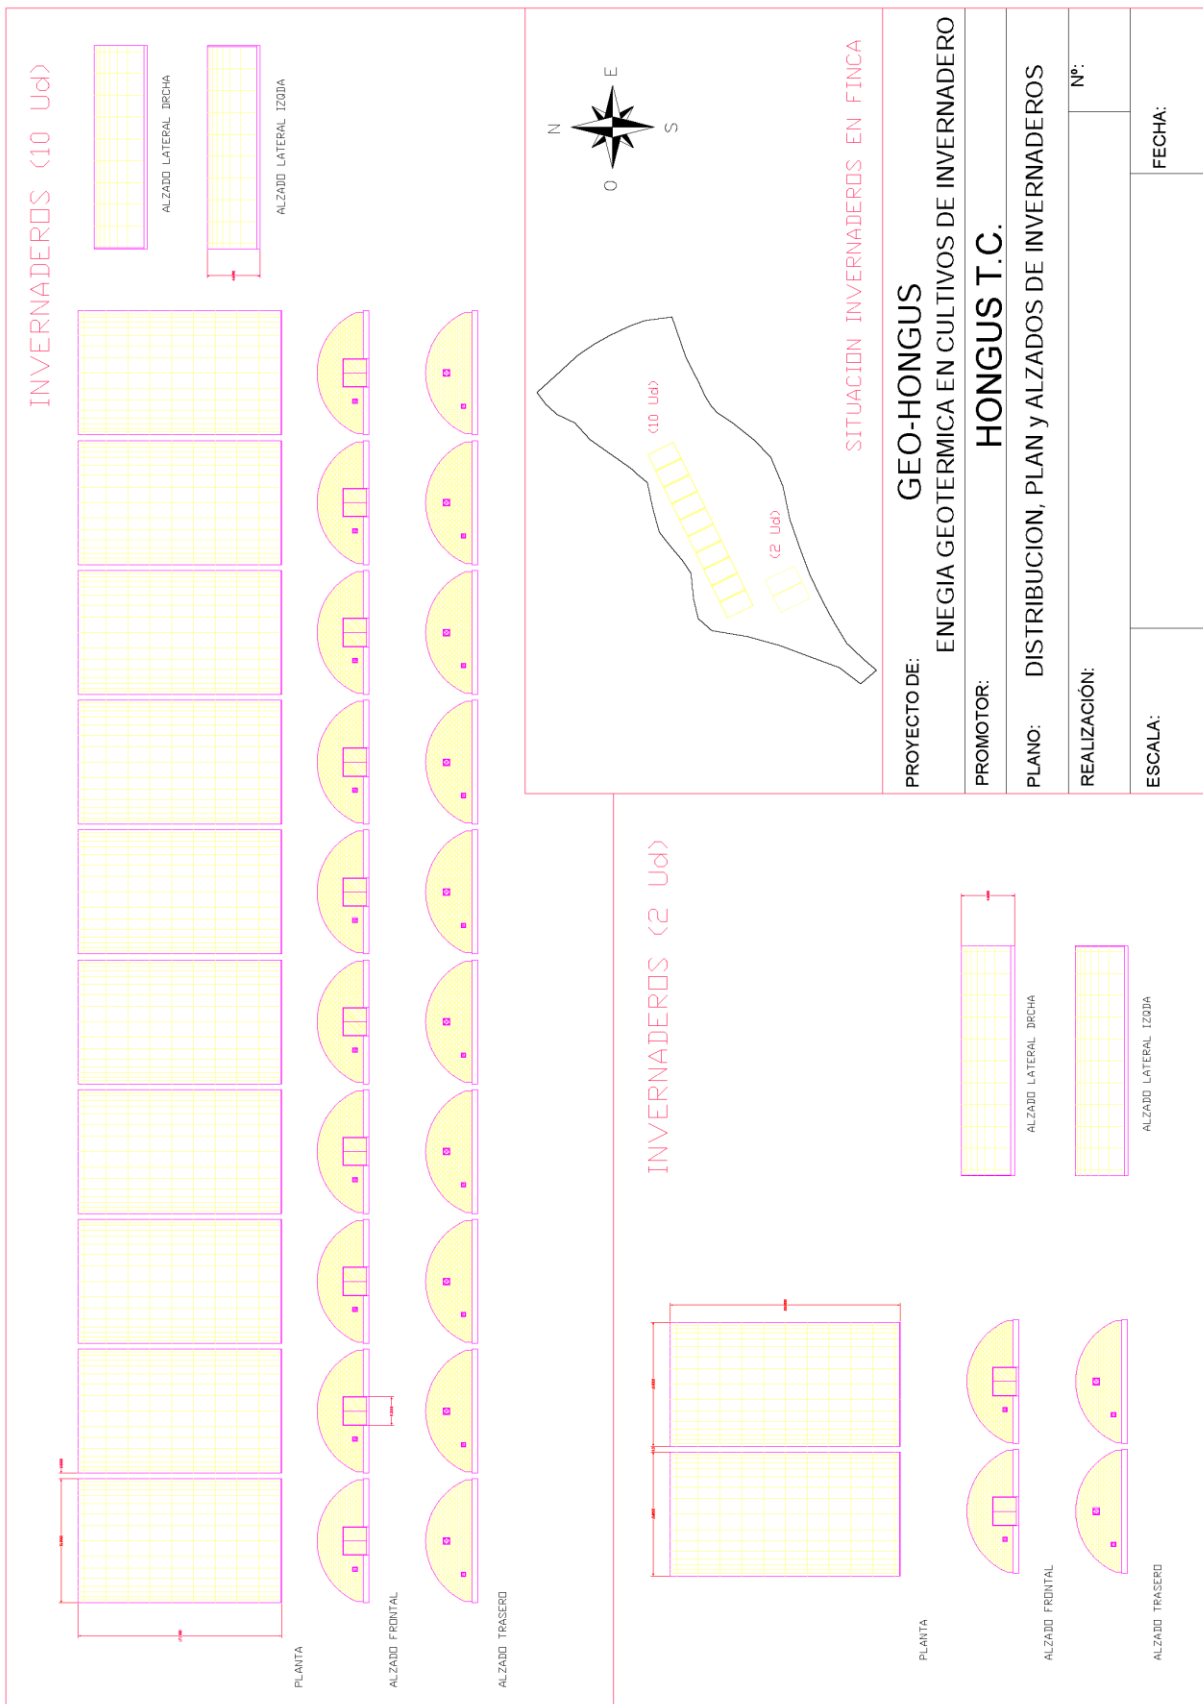 INVERNADEROS (10 Ud)
ALZADO LATERAL DRCHA
ALZADO LATERAL IZQDA
PLANTA
ALZADO FRONTAL
ALZADO TRASERO
INVERNADEROS (2 Ud)
ALZADO LATERAL DRCHA
ALZADO LATERAL IZQDA
PLANTA
ALZADO FRONTAL
ALZADO TRASERO
N
E
S
O
(10 Ud)
(2 Ud)
SITUACION INVERNADEROS EN FINCA
PROYECTO DE:
GEO-HONGUS
ENEGIA GEOTERMICA EN CULTIVOS DE INVERNADERO
PROMOTOR:
HONGUS T.C.
PLANO:
DISTRIBUCION, PLAN y ALZADOS DE INVERNADEROS
REALIZACIÓN:
Nº:
ESCALA:
FECHA: